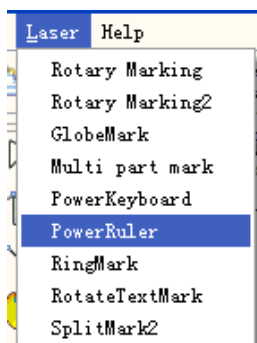 Laser Help
Rotary Marking
Rotary Marking2
GlobeMark
Multi part mark
PowerKeyboard
PowerRuler
RingMark
RotateTextMark
SplitMark2